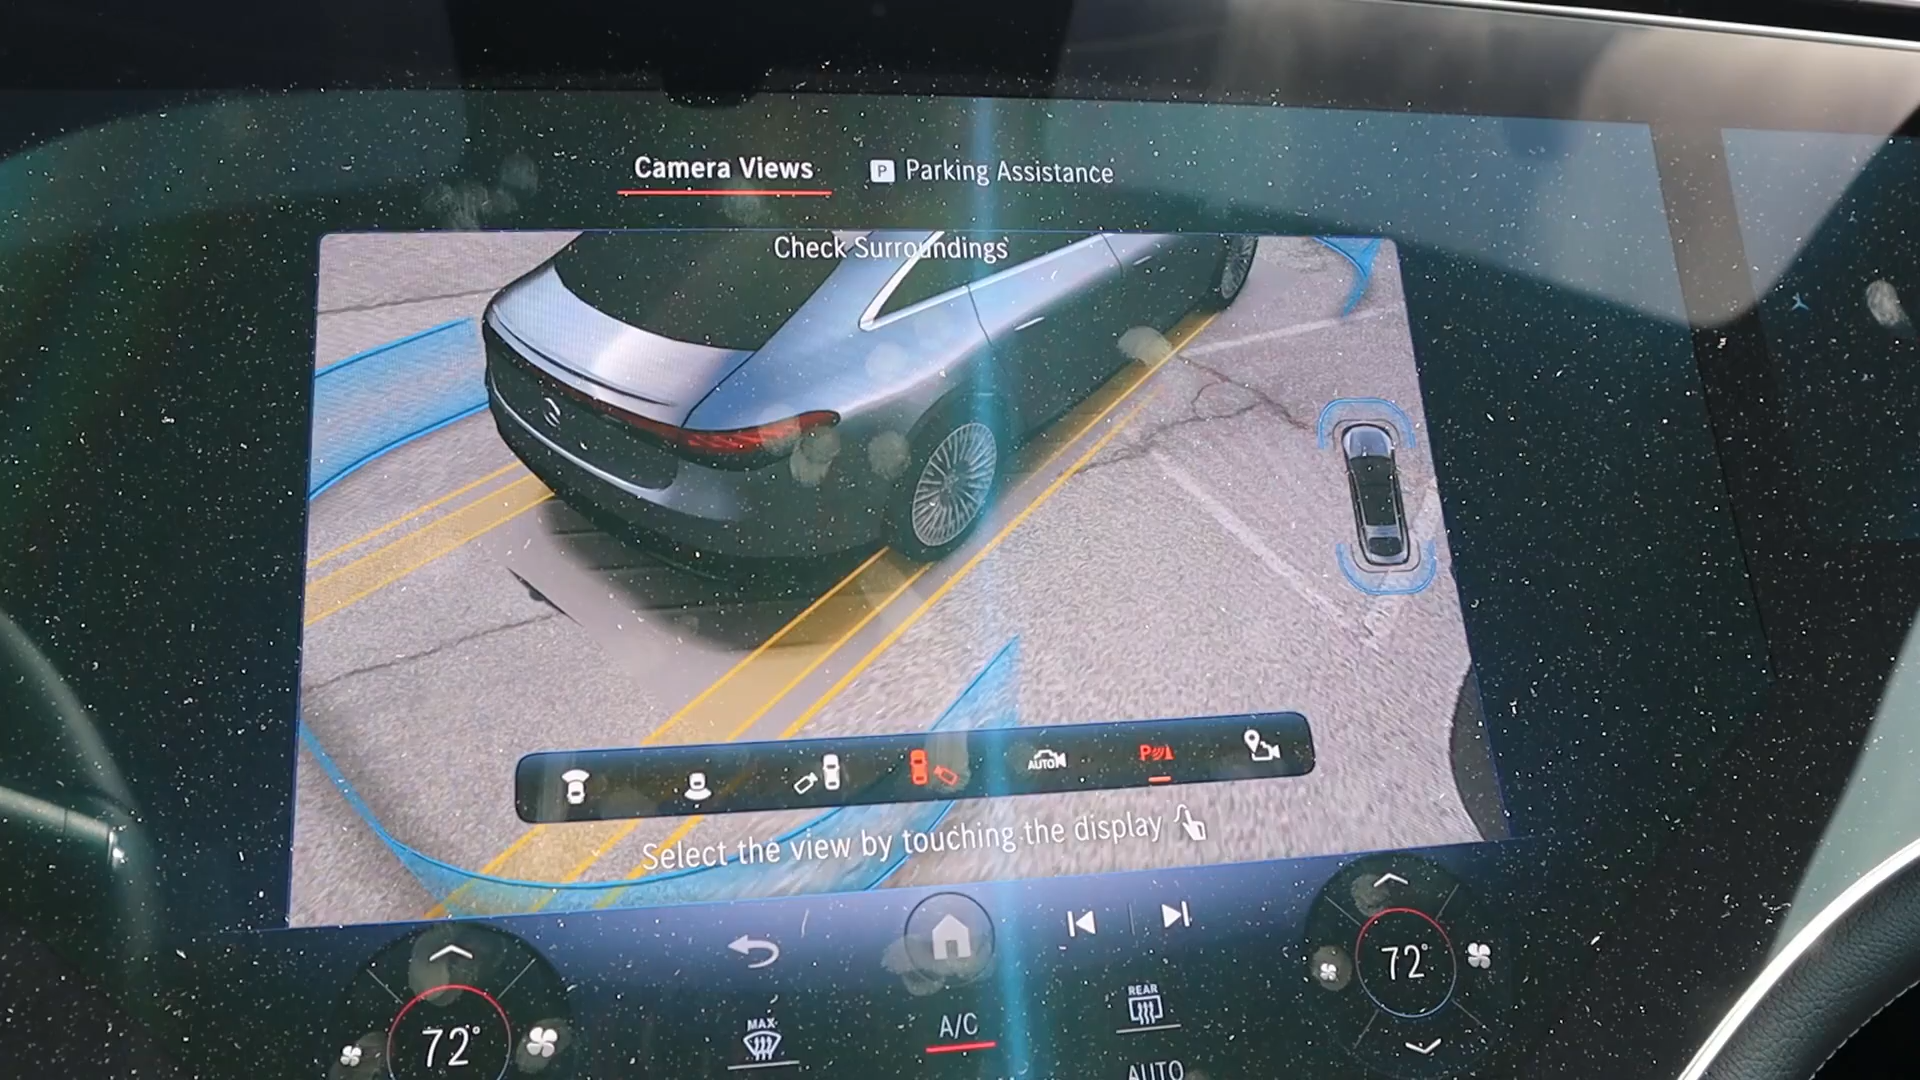 Camera Views
P Parking Assistance
Check Surroundings
AUTO
P
Select the view by touching the display
72°
72°
MAX
A/C
REAR
AUTO